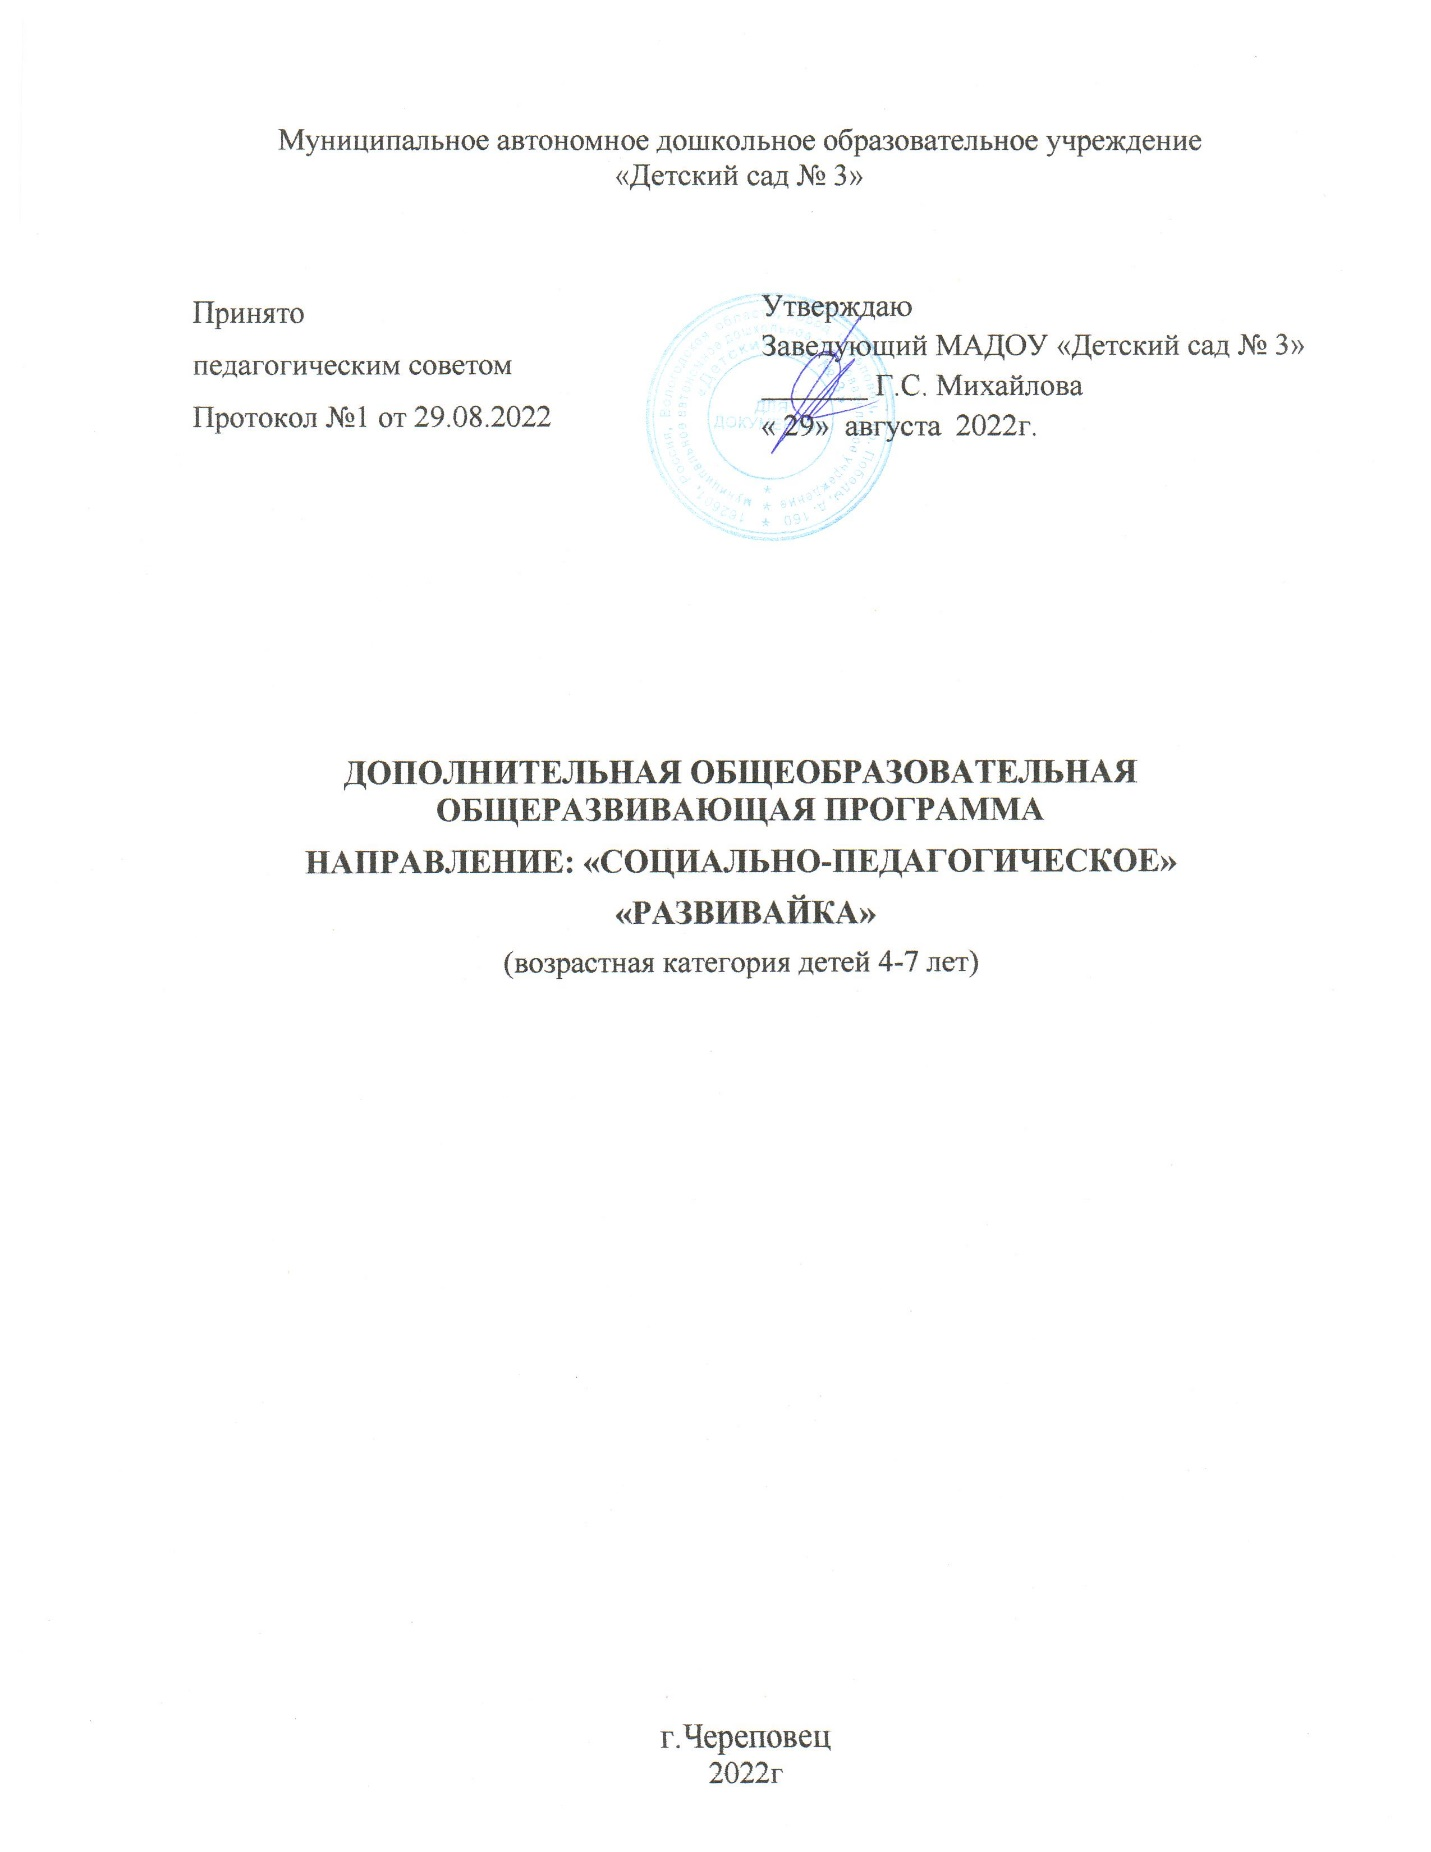 Муниципальное автономное дошкольное образовательное учреждение
«Детский сад № 3»
Принято
педагогическим советом
Протокол №1 от 29.08.2022
Утверждаю
Заведующий МАДОУ «Детский сад № 3»
________ Г.С. Михайлова
« 29» августа 2022г.
ДОПОЛНИТЕЛЬНАЯ ОБЩЕОБРАЗОВАТЕЛЬНАЯ
ОБЩЕРАЗВИВАЮЩАЯ ПРОГРАММА
НАПРАВЛЕНИЕ: «СОЦИАЛЬНО-ПЕДАГОГИЧЕСКОЕ»
«РАЗВИВАЙКА»
(возрастная категория детей 4-7 лет)
г.Череповец
2022г